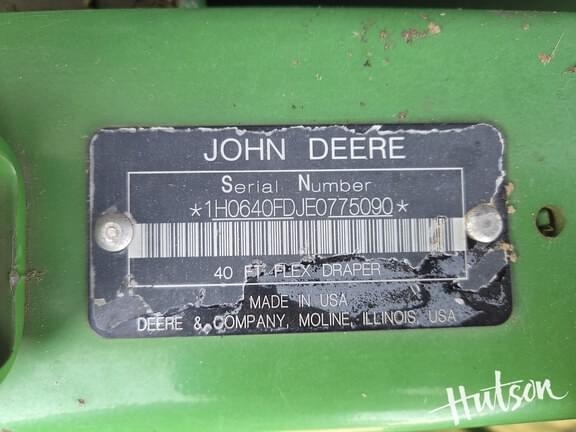 JOHN DEERE
Serial Number
*1H0640FDJE0775090*
40 FT FLEX DRAPER
MADE IN USA
DEERE & COMPANY, MOLINE, ILLINOIS, USA
Hutson